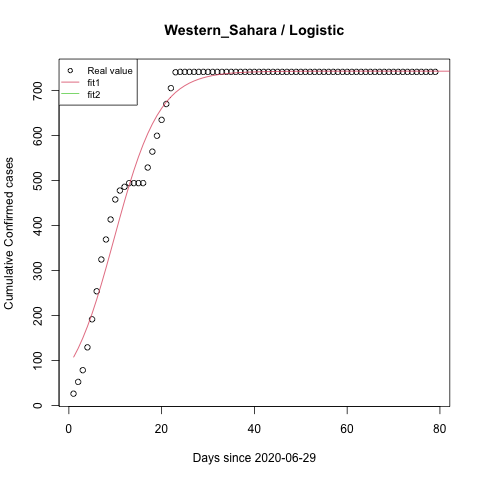 Western_Sahara / Logistic
Real value
fit1
fit2
Cumulative Confirmed cases
0 100 200 300 400 500 600 700
0 20 40 60 80
Days since 2020-06-29